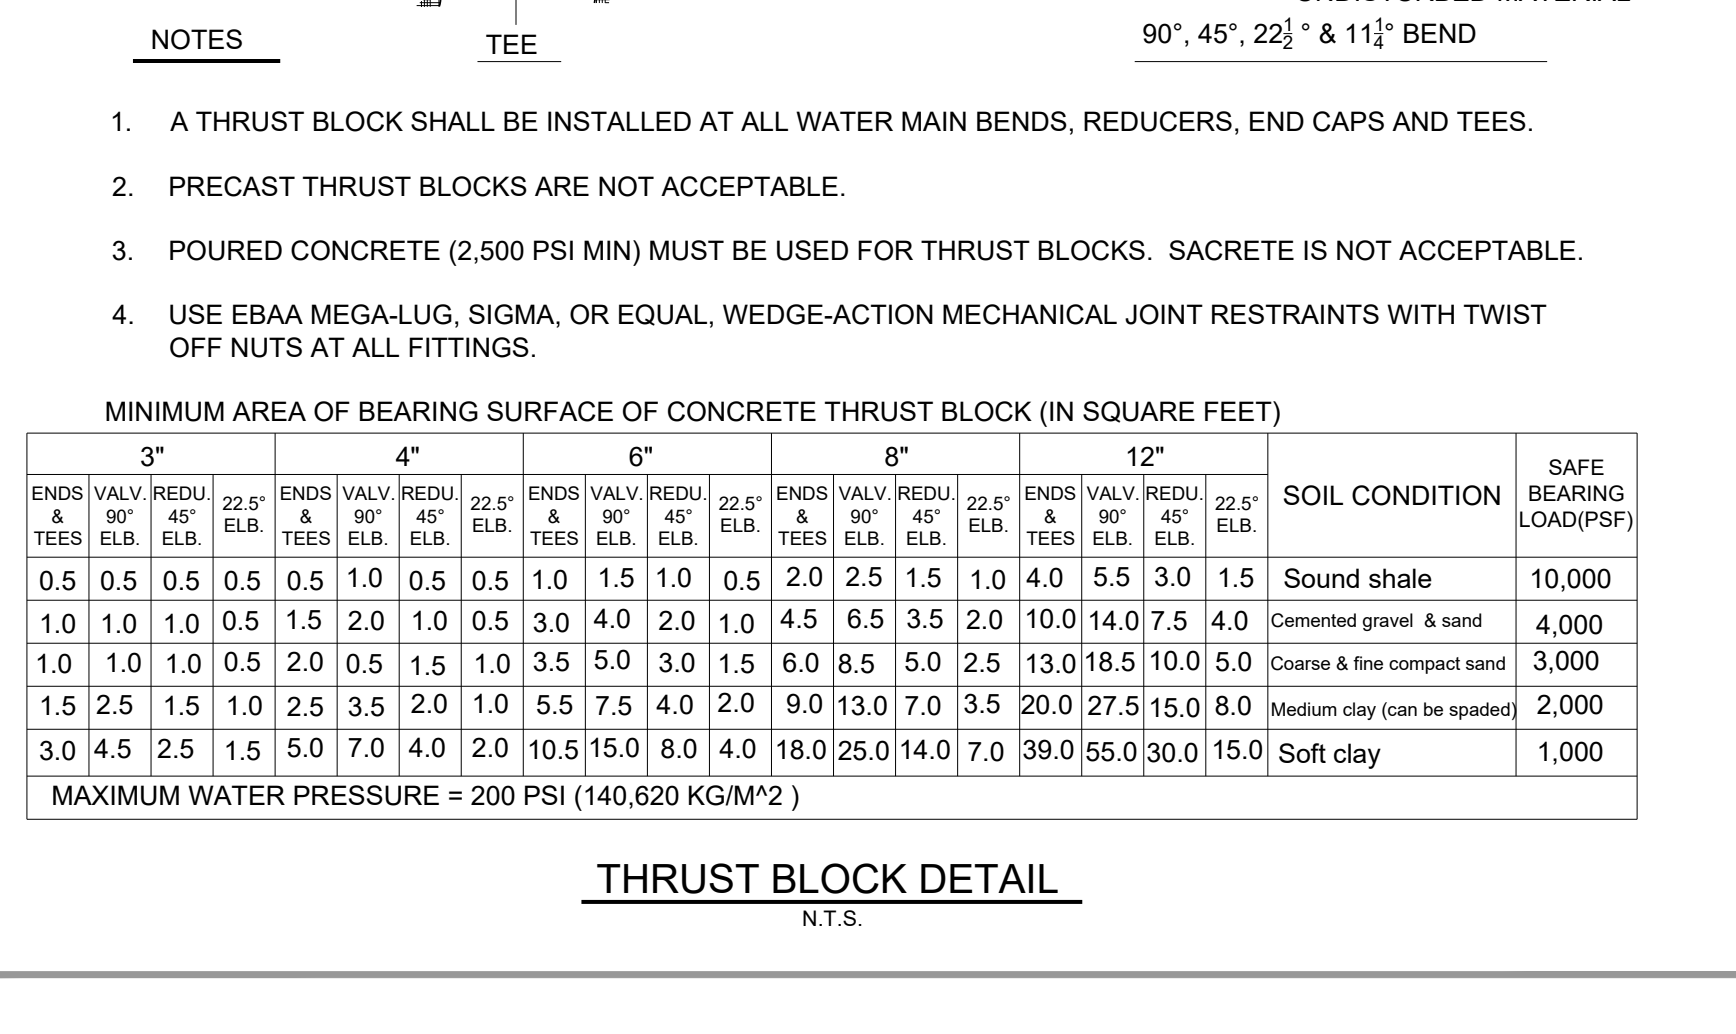 UNDISTURBED MATERIAL
NOTES
TEE
90°, 45°, 22½ ° & 11¼° BEND
1. A THRUST BLOCK SHALL BE INSTALLED AT ALL WATER MAIN BENDS, REDUCERS, END CAPS AND TEES.
2. PRECAST THRUST BLOCKS ARE NOT ACCEPTABLE.
3. POURED CONCRETE (2,500 PSI MIN) MUST BE USED FOR THRUST BLOCKS. SACRETE IS NOT ACCEPTABLE.
4. USE EBAA MEGA-LUG, SIGMA, OR EQUAL, WEDGE-ACTION MECHANICAL JOINT RESTRAINTS WITH TWIST
OFF NUTS AT ALL FITTINGS.
MINIMUM AREA OF BEARING SURFACE OF CONCRETE THRUST BLOCK (IN SQUARE FEET)
3" 4" 6" 8" 12" SOIL CONDITION SAFE BEARING LOAD(PSF)
ENDS & TEES VALV. 90° ELB. REDU. 45° ELB. 22.5° ELB. ENDS & TEES VALV. 90° ELB. REDU. 45° ELB. 22.5° ELB. ENDS & TEES VALV. 90° ELB. REDU. 45° ELB. 22.5° ELB. ENDS & TEES VALV. 90° ELB. REDU. 45° ELB. 22.5° ELB. ENDS & TEES VALV. 90° ELB. REDU. 45° ELB. 22.5° ELB.
0.5 0.5 0.5 0.5 0.5 1.0 0.5 0.5 1.0 1.5 1.0 0.5 2.0 2.5 1.5 1.0 4.0 5.5 3.0 1.5 Sound shale 10,000
1.0 1.0 1.0 0.5 1.5 2.0 1.0 0.5 3.0 4.0 2.0 1.0 4.5 6.5 3.5 2.0 10.0 14.0 7.5 4.0 Cemented gravel & sand 4,000
1.0 1.0 1.0 0.5 2.0 0.5 1.5 1.0 3.5 5.0 3.0 1.5 6.0 8.5 5.0 2.5 13.0 18.5 10.0 5.0 Coarse & fine compact sand 3,000
1.5 2.5 1.5 1.0 2.5 3.5 2.0 1.0 5.5 7.5 4.0 2.0 9.0 13.0 7.0 3.5 20.0 27.5 15.0 8.0 Medium clay (can be spaded) 2,000
3.0 4.5 2.5 1.5 5.0 7.0 4.0 2.0 10.5 15.0 8.0 4.0 18.0 25.0 14.0 7.0 39.0 55.0 30.0 15.0 Soft clay 1,000
MAXIMUM WATER PRESSURE = 200 PSI (140,620 KG/M^2 )
THRUST BLOCK DETAIL
N.T.S.